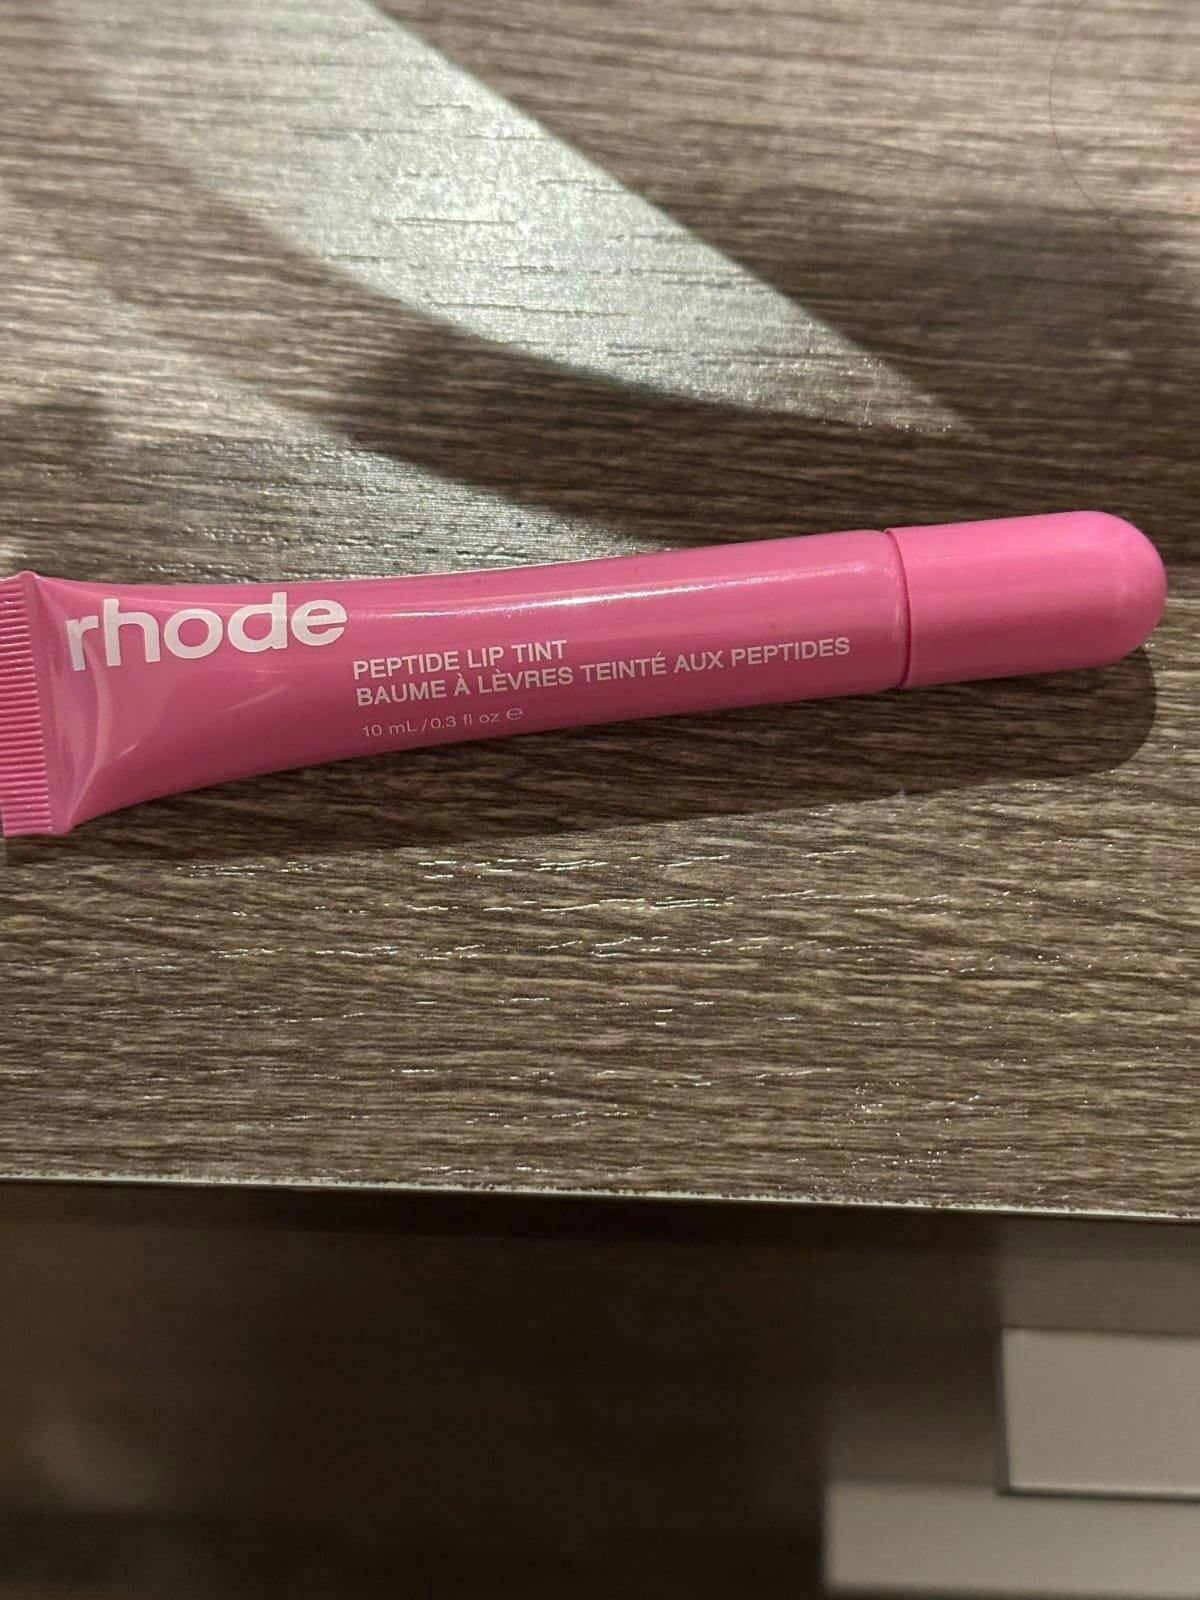 rhode
PEPTIDE LIP TINT
BAUME À LÈVRES TEINTÉ AUX PEPTIDES
10 mL / 0.3 fl oz ℮